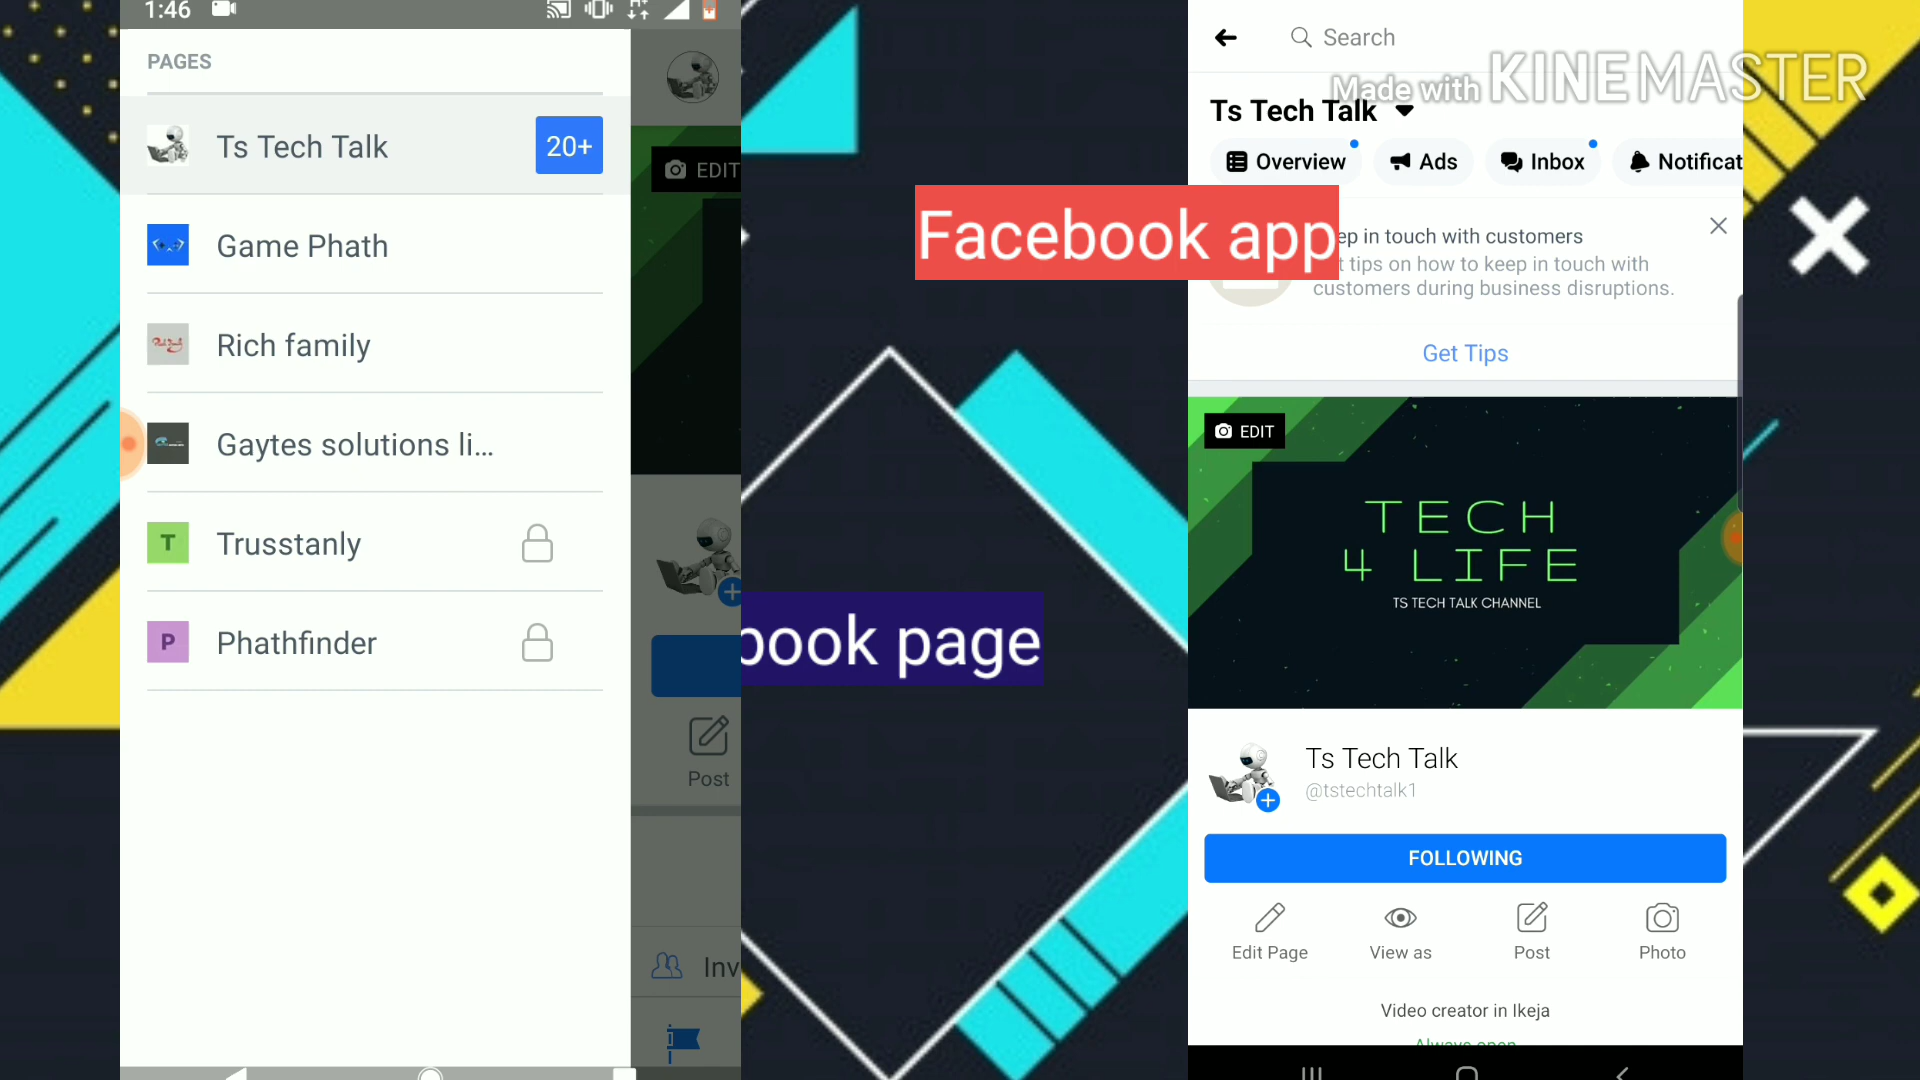 1:46
PAGES
Ts Tech Talk
20+
Game Phath
Rich family
Gaytes solutions li...
T
Trusstanly
P
Phathfinder
EDIT
Post
Inv
Facebook app
book page
Search
Made with KINEMASTER
Ts Tech Talk
Overview
Ads
Inbox
Notificat
ep in touch with customers
t tips on how to keep in touch with
customers during business disruptions.
Get Tips
EDIT
TECH
4 LIFE
TS TECH TALK CHANNEL
Ts Tech Talk
@tstechtalk1
FOLLOWING
Edit Page
View as
Post
Photo
Video creator in Ikeja
Always open